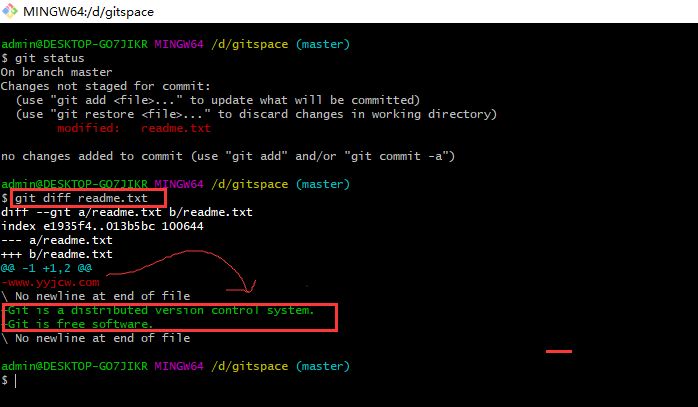 MINGW64:/d/gitspace
admin@DESKTOP-GO7JIKR MINGW64 /d/gitspace (master)
$ git status
On branch master
Changes not staged for commit:
  (use "git add <file>..." to update what will be committed)
  (use "git restore <file>..." to discard changes in working directory)
        modified:   readme.txt
no changes added to commit (use "git add" and/or "git commit -a")
admin@DESKTOP-GO7JIKR MINGW64 /d/gitspace (master)
$ git diff readme.txt
diff --git a/readme.txt b/readme.txt
index e1935f4..013b5bc 100644
--- a/readme.txt
+++ b/readme.txt
@@ -1 +1,2 @@
-www.yyjcw.com
\ No newline at end of file
+Git is a distributed version control system.
+Git is free software.
\ No newline at end of file
admin@DESKTOP-GO7JIKR MINGW64 /d/gitspace (master)
$